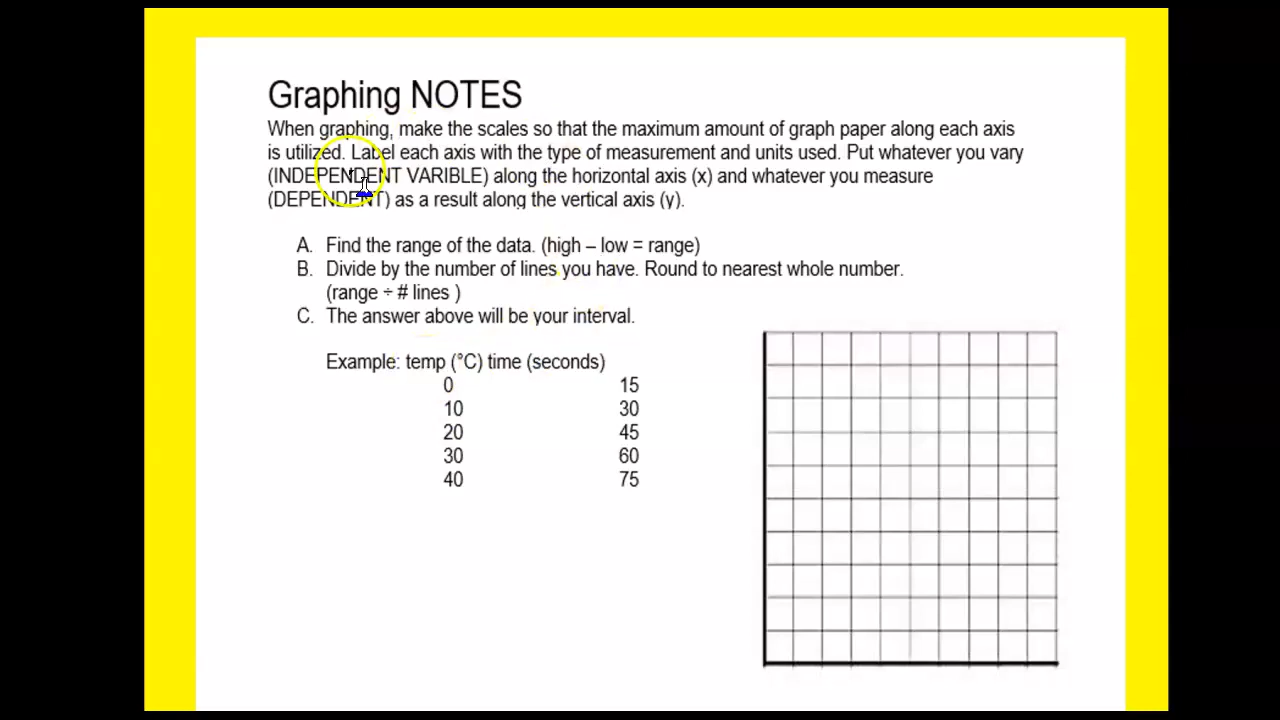 Graphing NOTES
When graphing, make the scales so that the maximum amount of graph paper along each axis
is utilized. Label each axis with the type of measurement and units used. Put whatever you vary
(INDEPENDENT VARIBLE) along the horizontal axis (x) and whatever you measure
(DEPENDENT) as a result along the vertical axis (y).
A. Find the range of the data. (high – low = range)
B. Divide by the number of lines you have. Round to nearest whole number.
(range ÷ # lines )
C. The answer above will be your interval.
Example: temp (°C) time (seconds)
0 15
10 30
20 45
30 60
40 75